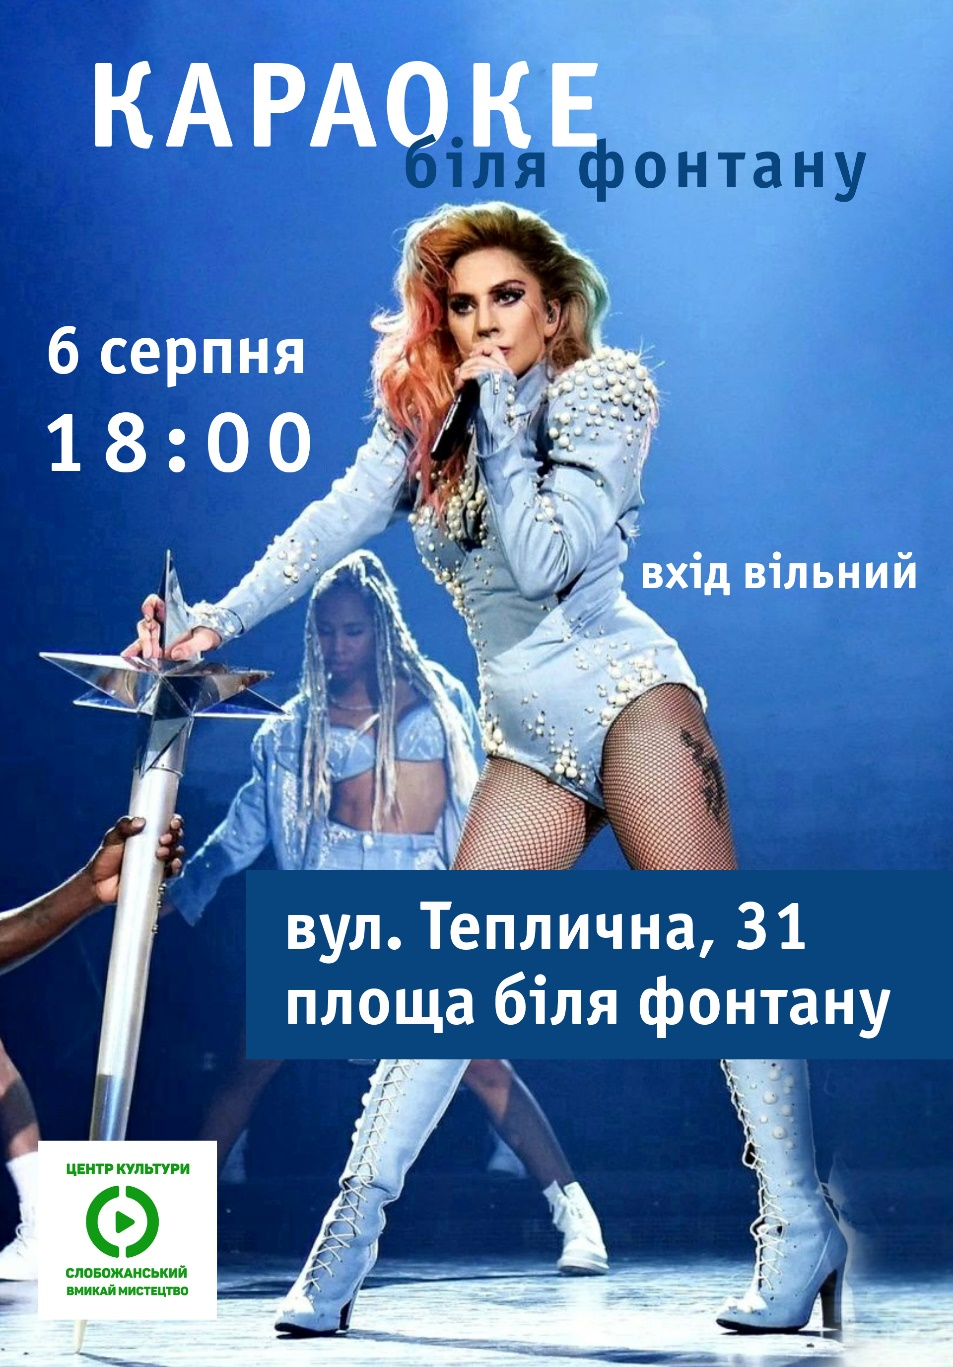 КАРАОКЕ
біля фонтану
6 серпня
18:00
вхід вільний
вул. Теплична, 31
площа біля фонтану
ЦЕНТР КУЛЬТУРИ
СЛОБОЖАНСЬКИЙ
ВМИКАЙ МИСТЕЦТВО